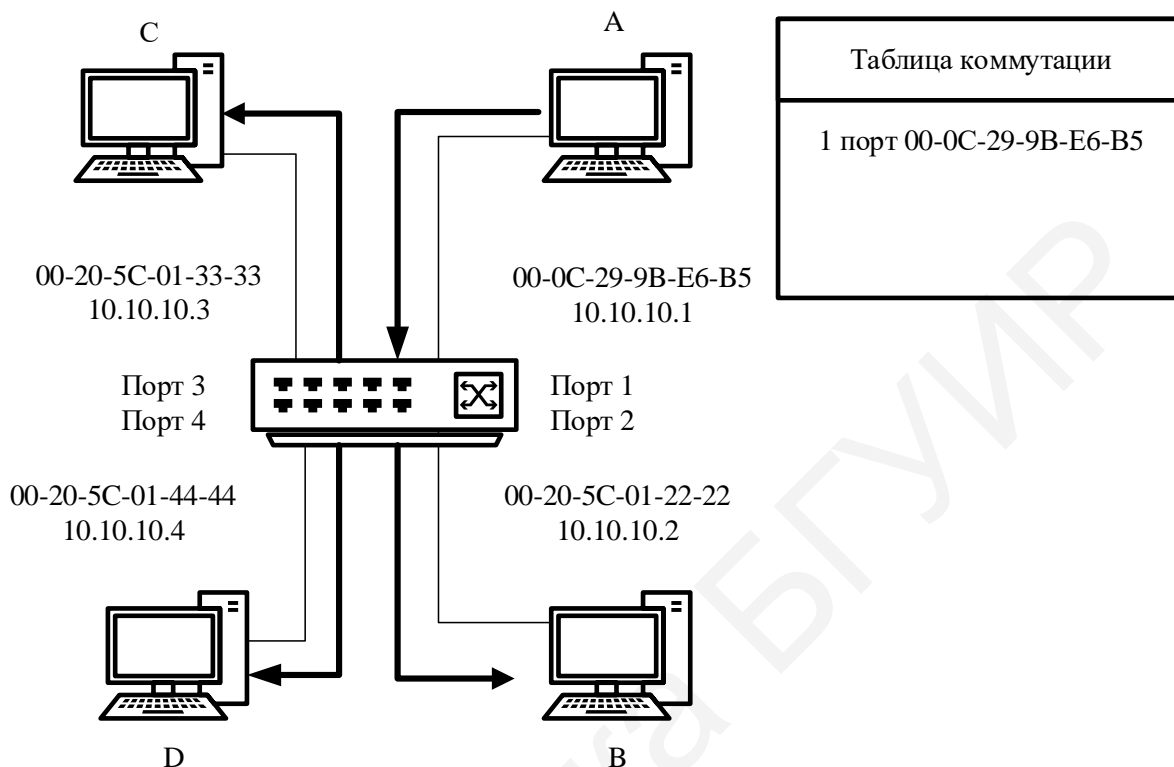 C
A
Таблица коммутации
1 порт 00-0C-29-9B-E6-B5
00-20-5C-01-33-33
10.10.10.3
00-0C-29-9B-E6-B5
10.10.10.1
Порт 3
Порт 4
Порт 1
Порт 2
00-20-5C-01-44-44
10.10.10.4
00-20-5C-01-22-22
10.10.10.2
D
B
ка БГУИР